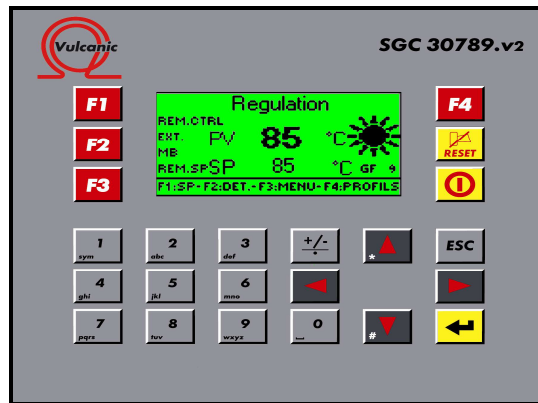 Vulcanic
SGC 30789.v2
F1
F2
F3
Regulation
REM.CTRL
EXT. PV 85 °C
MB
REM.SP SP 85 °C GF 9
F1:SP-F2:DET.-F3:MENU-F4:PROFILS
F4
RESET
1 sym
2 abc
3 def
+/- .
*
ESC
4 ghi
5 jkl
6 mno
7 pqrs
8 tuv
9 wxyz
0
#